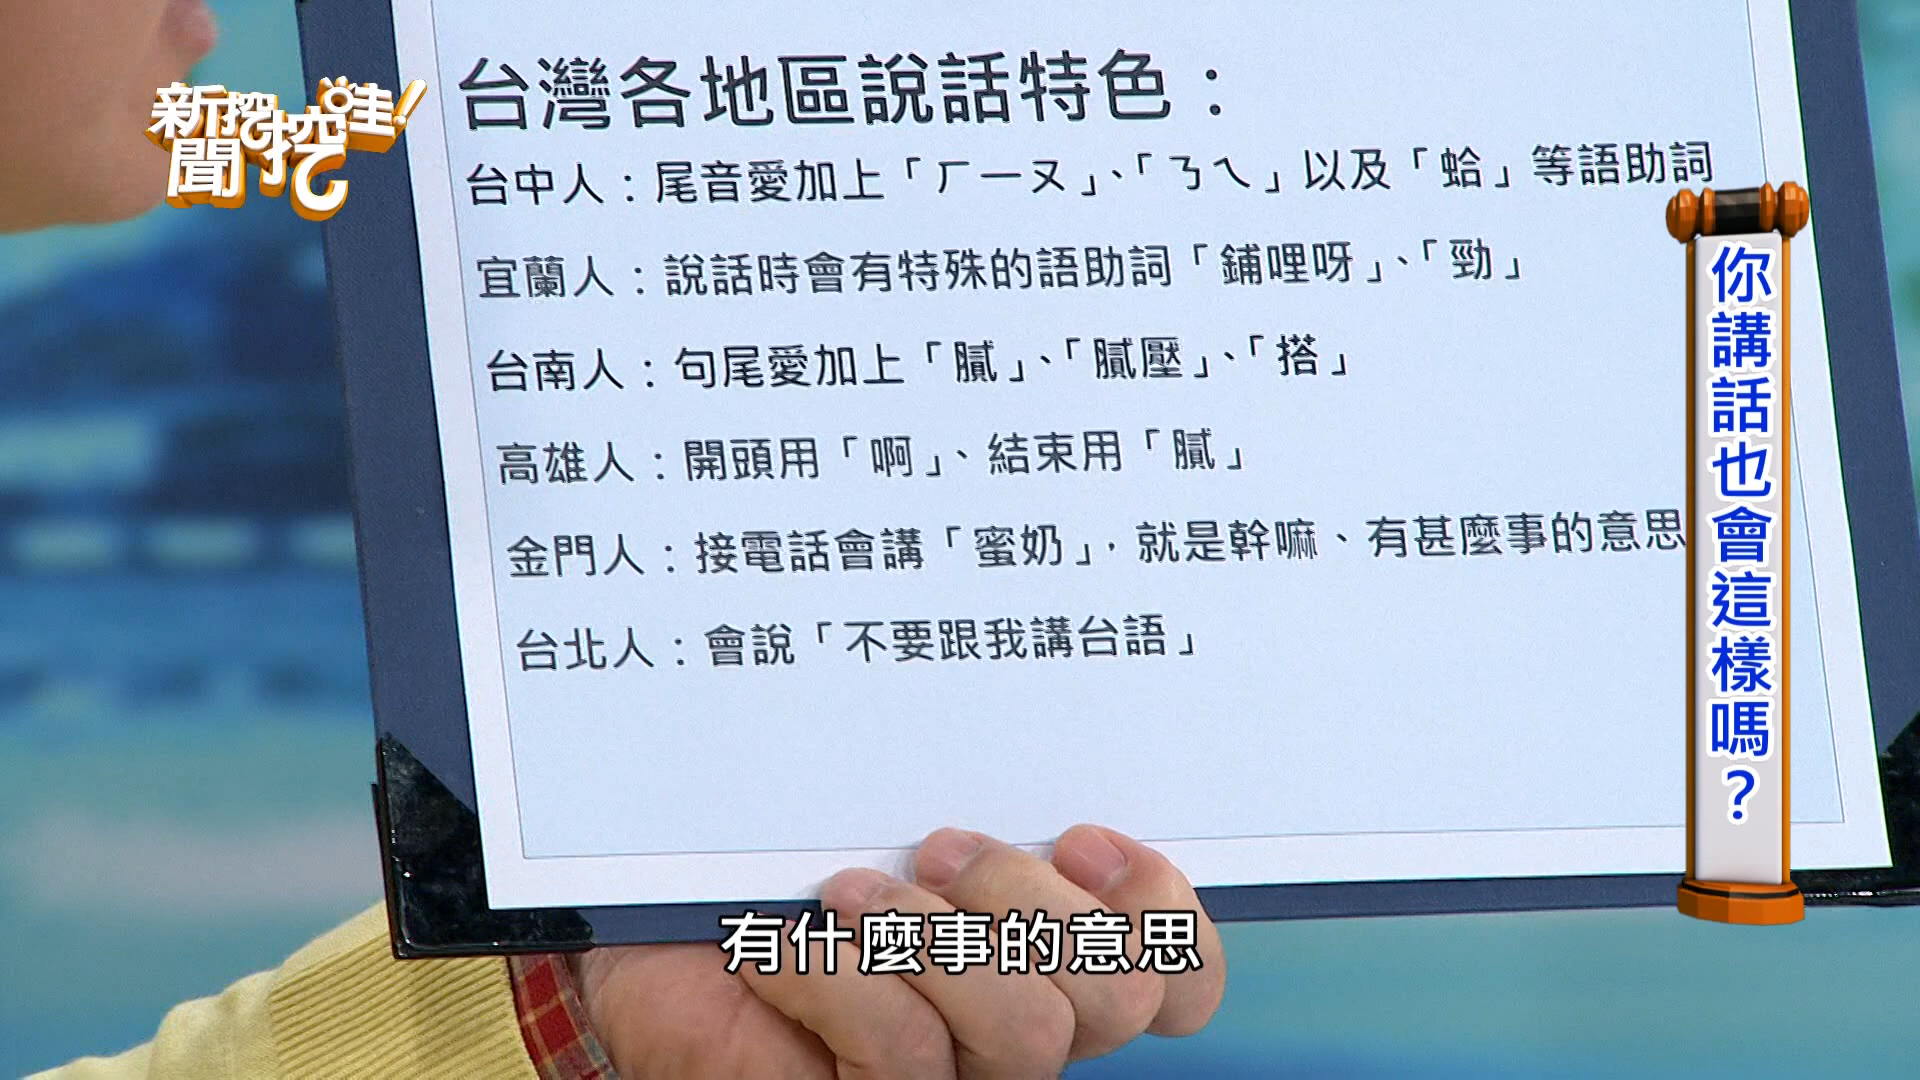 新聞挖挖哇!
台灣各地區說話特色：
台中人：尾音愛加上「ㄏㄧㄡ」、「ㄋㄟ」以及「蛤」等語助詞
宜蘭人：說話時會有特殊的語助詞「鋪哩呀」、「勁」
台南人：句尾愛加上「膩」、「膩壓」、「搭」
高雄人：開頭用「啊」、結束用「膩」
金門人：接電話會講「蜜奶」，就是幹嘛、有甚麼事的意思
台北人：會說「不要跟我講台語」
你講話也會這樣嗎？
有什麼事的意思